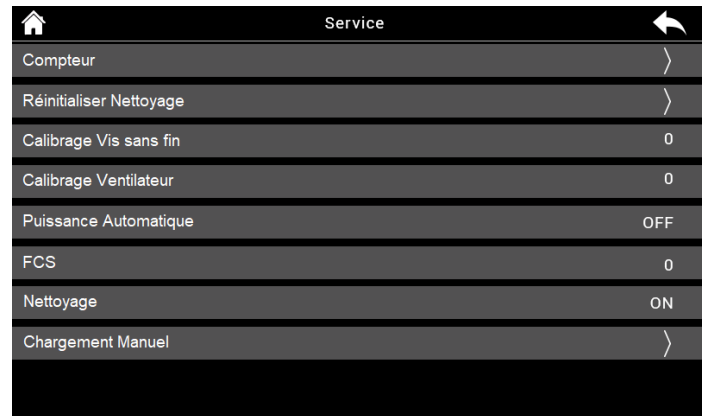 Service
Compteur
Réinitialiser Nettoyage
Calibrage Vis sans fin 0
Calibrage Ventilateur 0
Puissance Automatique OFF
FCS 0
Nettoyage ON
Chargement Manuel